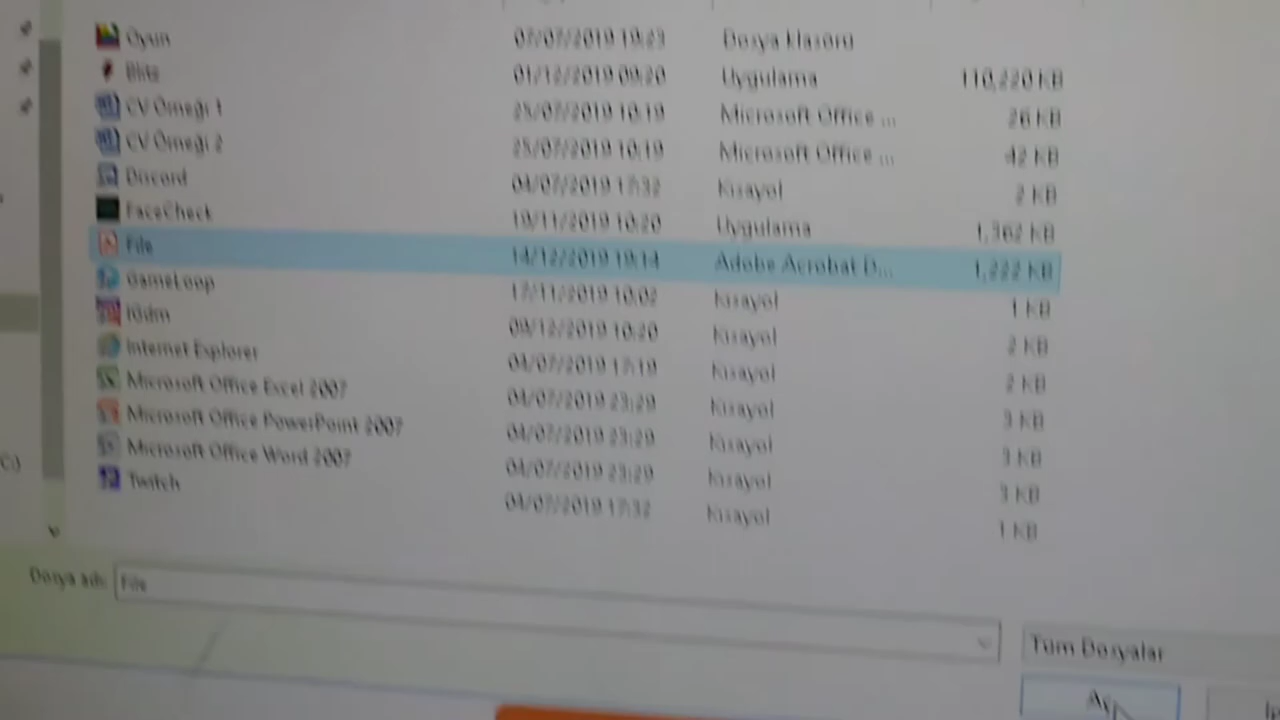 Oyun 07/07/2019 19:23 Dosya klasörü
Blitz 01/12/2019 09:20 Uygulama 110,220 KB
CV Örneği 1 25/07/2019 10:19 Microsoft Office ... 26 KB
CV Örneği 2 25/07/2019 10:19 Microsoft Office ... 42 KB
Discord 04/07/2019 17:32 Kısayol 2 KB
FaceCheck 19/11/2019 10:20 Uygulama 1,362 KB
File 14/12/2019 19:14 Adobe Acrobat D... 1,222 KB
GameLoop 17/11/2019 10:02 Kısayol 1 KB
09/12/2019 10:20 Kısayol 2 KB
Internet Explorer 04/07/2019 17:19 Kısayol 2 KB
Microsoft Office Excel 2007 04/07/2019 23:29 Kısayol 3 KB
Microsoft Office PowerPoint 2007 04/07/2019 23:29 Kısayol 3 KB
Microsoft Office Word 2007 04/07/2019 23:29 Kısayol 3 KB
Twitch 04/07/2019 17:32 Kısayol 1 KB
Dosya adı: File
Tüm Dosyalar
Aç